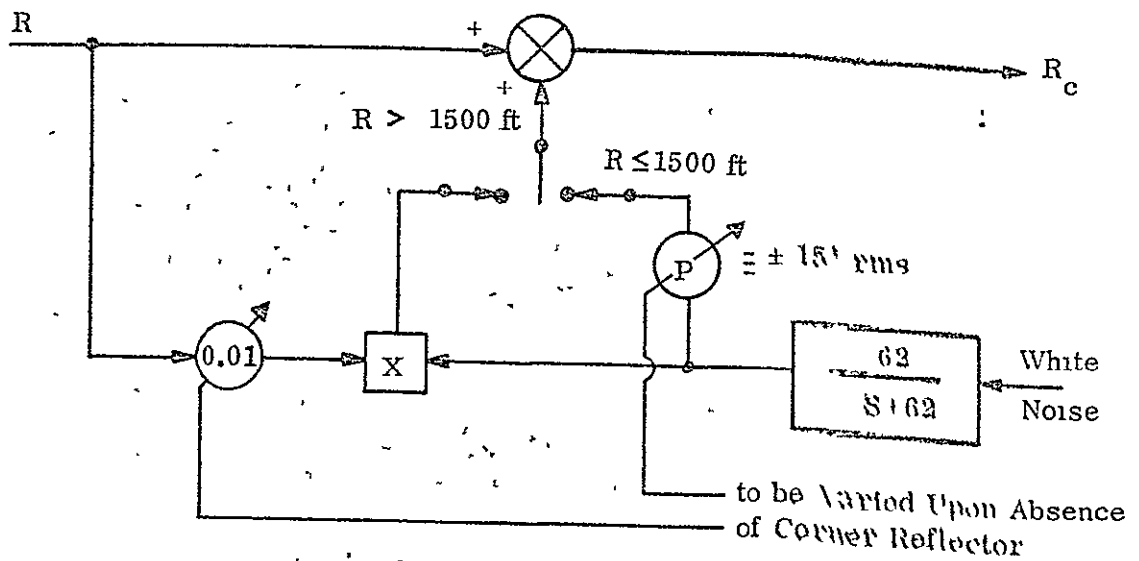 R
+
+
R_c
R > 1500 ft
R ≤ 1500 ft
P
≡ ± 15' rms
0.01
X
62
S+62
White
Noise
to be Varied Upon Absence
of Corner Reflector